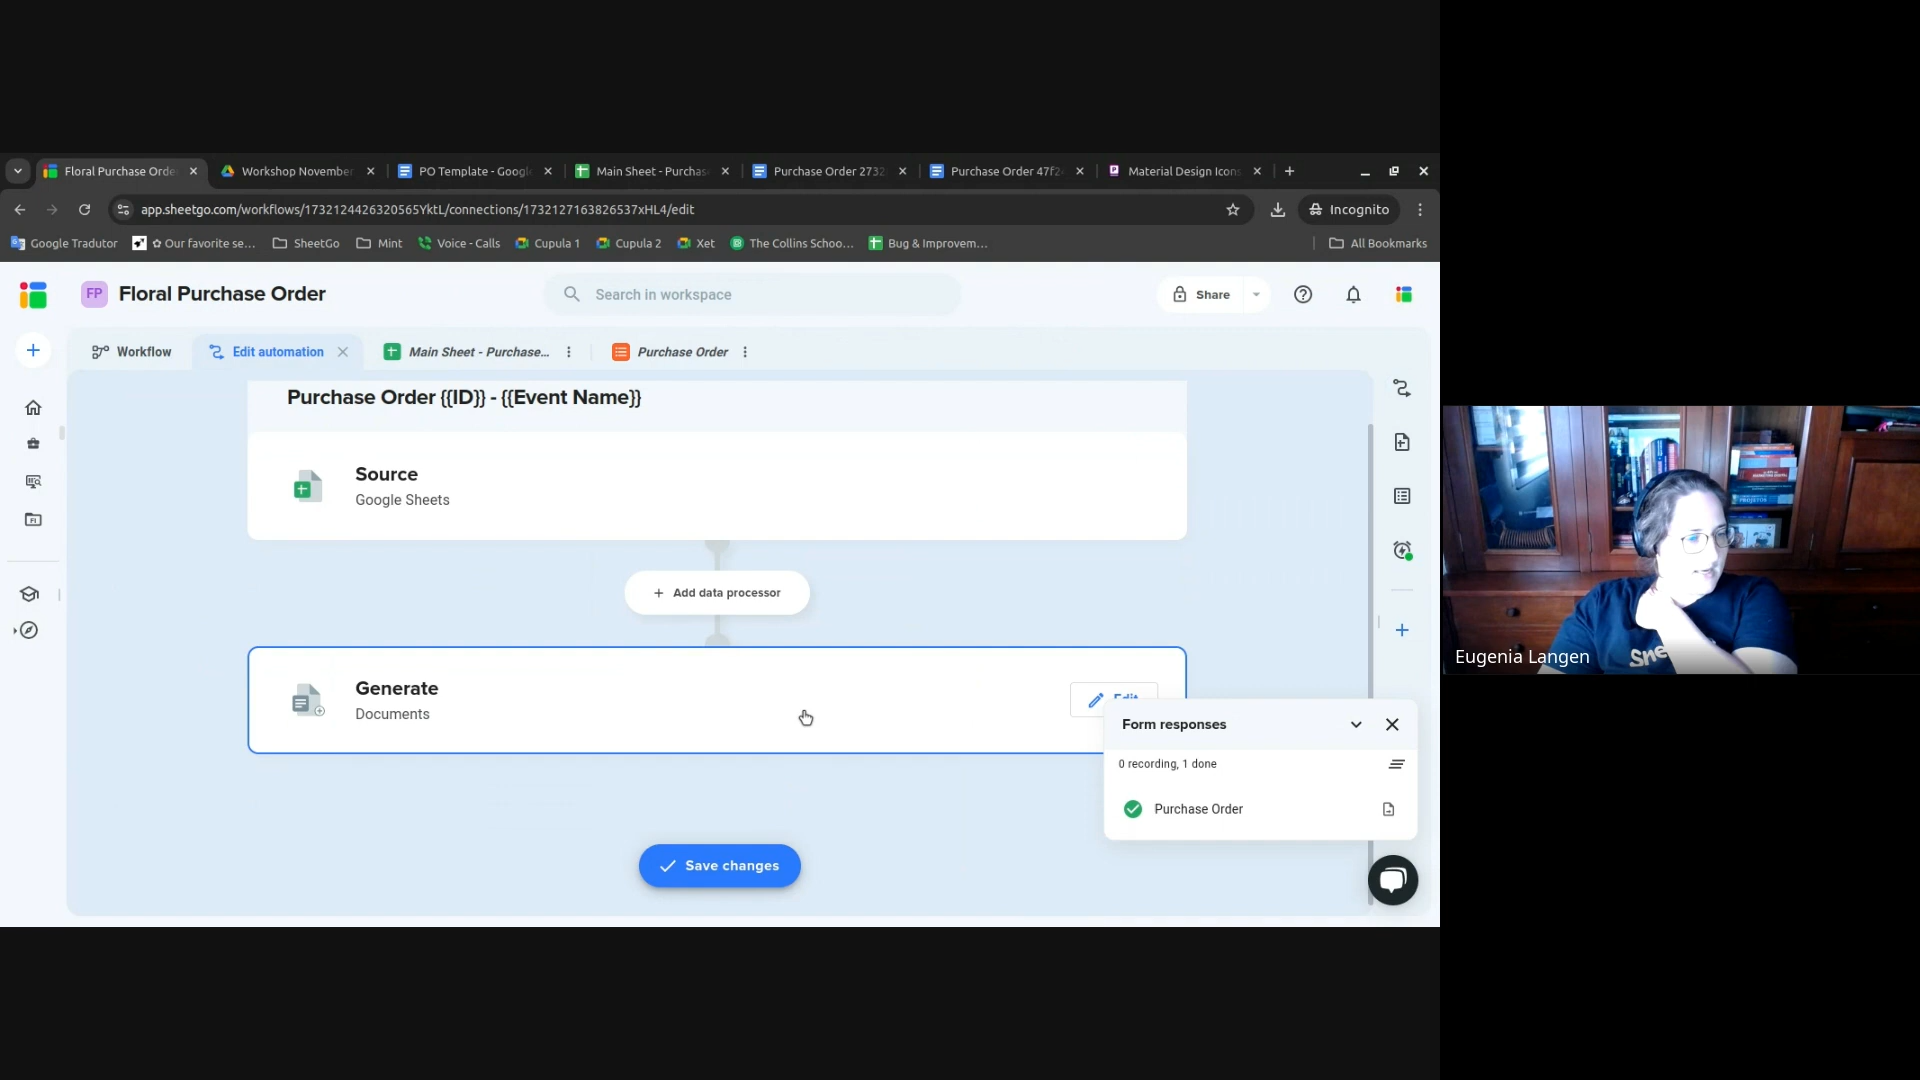 Floral Purchase Orde
Workshop November
PO Template - Google
Main Sheet - Purchase
Purchase Order 2732
Purchase Order 47f2
Material Design Icons
app.sheetgo.com/workflows/1732124426320565YktL/connections/1732127163826537xHL4/edit
Incognito
Google Tradutor
Our favorite se...
SheetGo
Mint
Voice - Calls
Cupula 1
Cupula 2
Xet
The Collins Schoo...
Bug & Improvem...
All Bookmarks
FP
Floral Purchase Order
Search in workspace
Share
Workflow
Edit automation
Main Sheet - Purchase...
Purchase Order
Purchase Order {{ID}} - {{Event Name}}
Source
Google Sheets
+ Add data processor
Generate
Documents
Edit
Form responses
0 recording, 1 done
Purchase Order
Save changes
Eugenia Langen
She